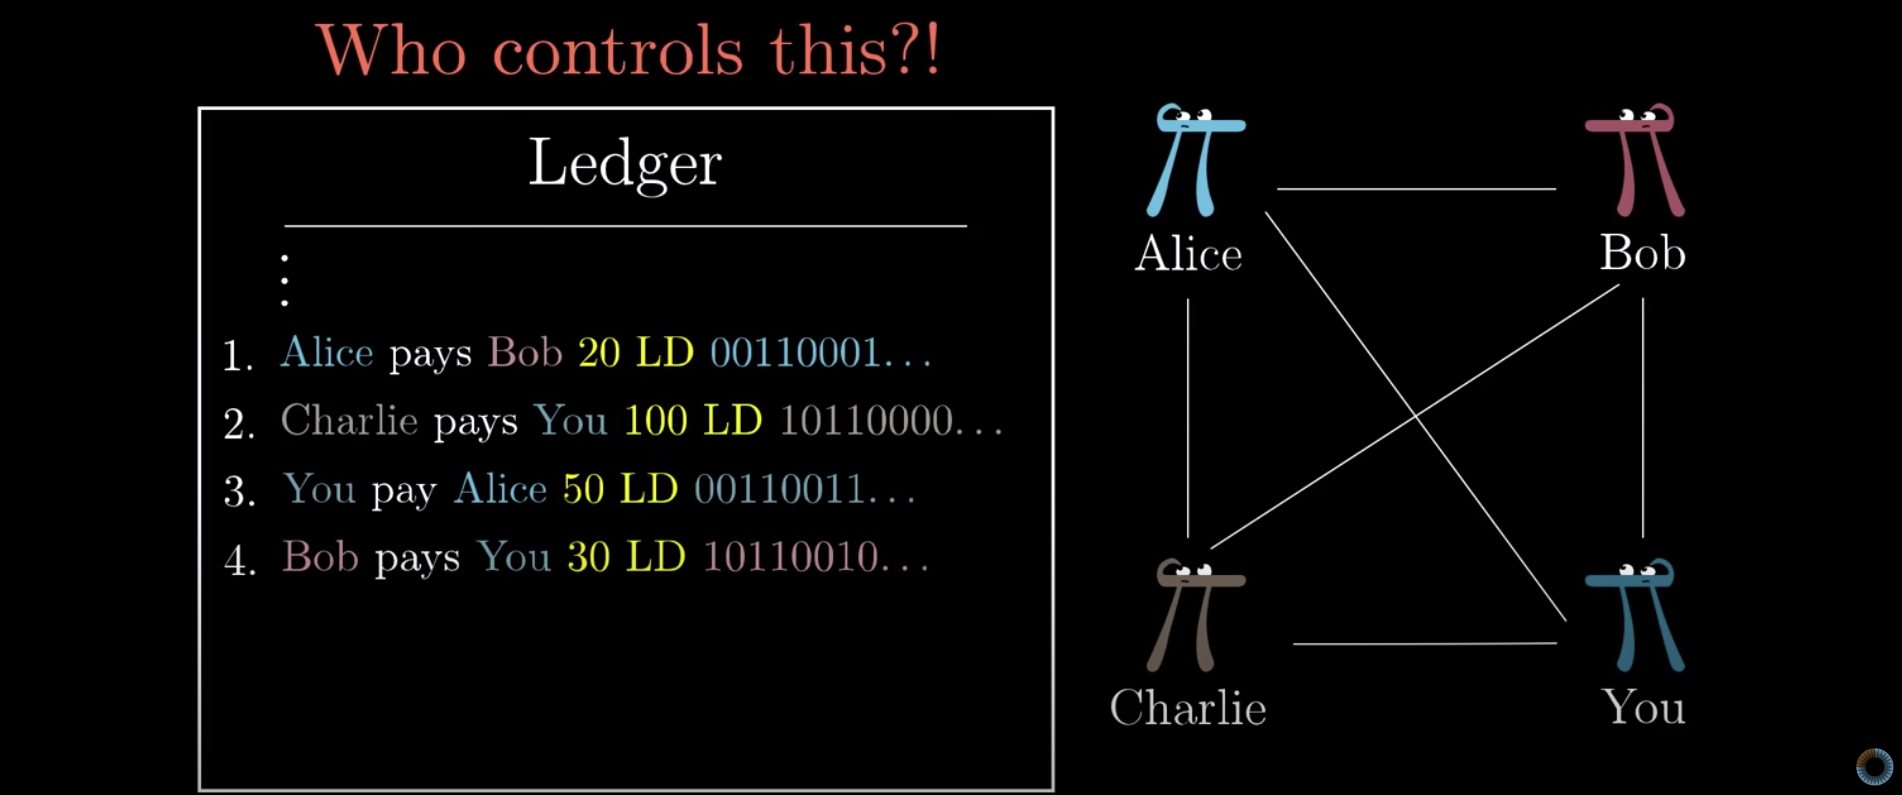 Who controls this?!
Ledger
⋮
1. Alice pays Bob 20 LD 00110001...
2. Charlie pays You 100 LD 10110000...
3. You pay Alice 50 LD 00110011...
4. Bob pays You 30 LD 10110010...
Alice
Bob
Charlie
You